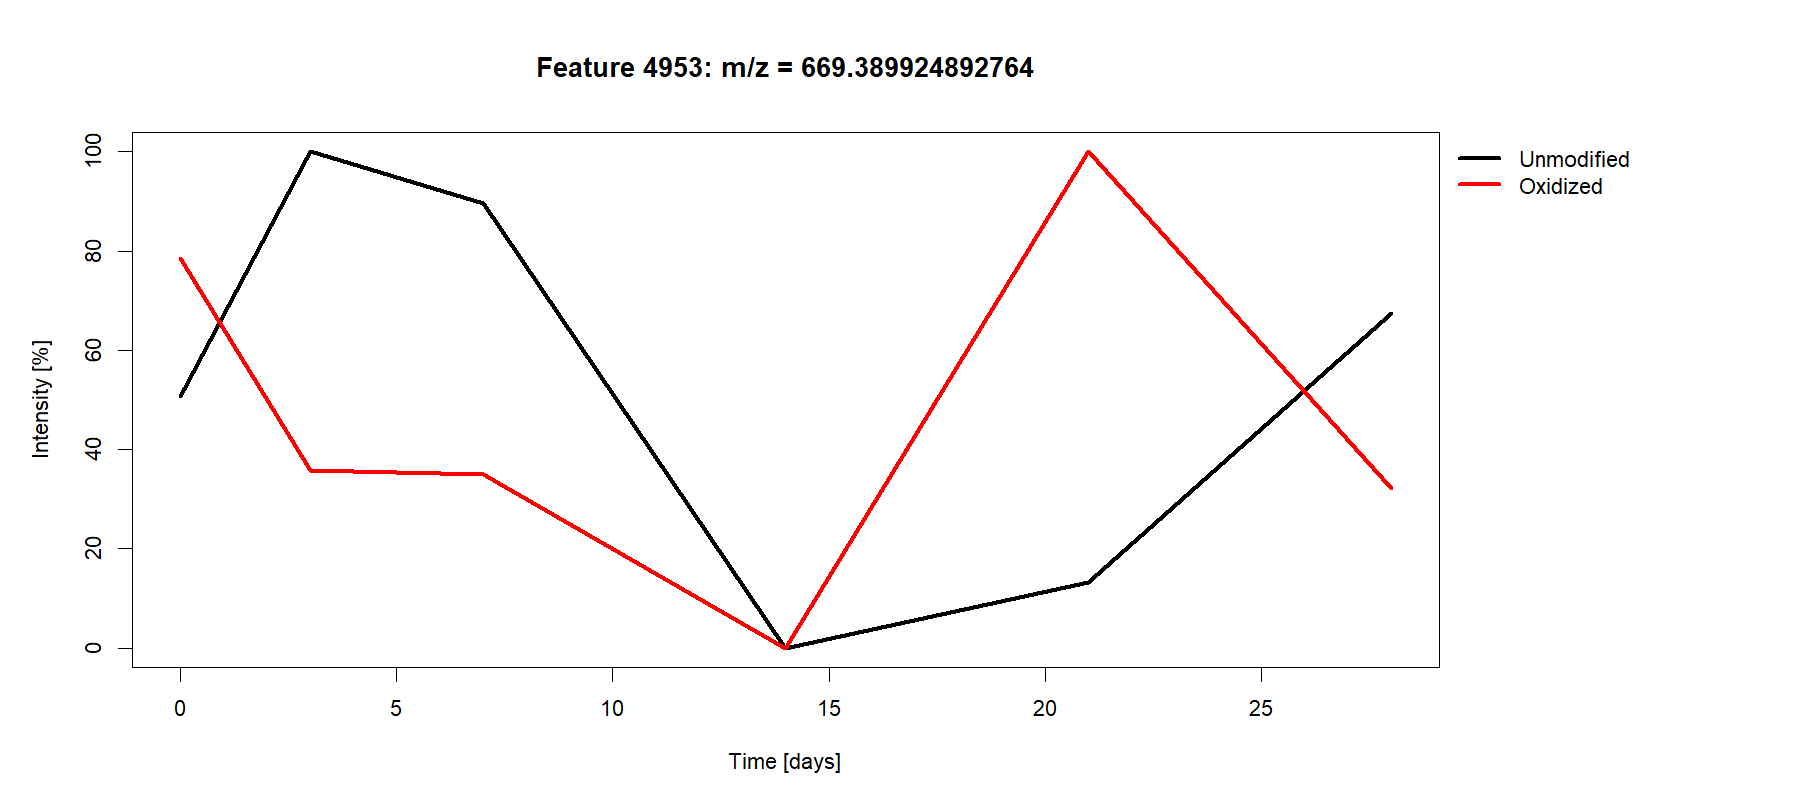 Feature 4953: m/z = 669.389924892764
Unmodified
Oxidized
Intensity [%]
100
80
60
40
20
0
0 5 10 15 20 25
Time [days]